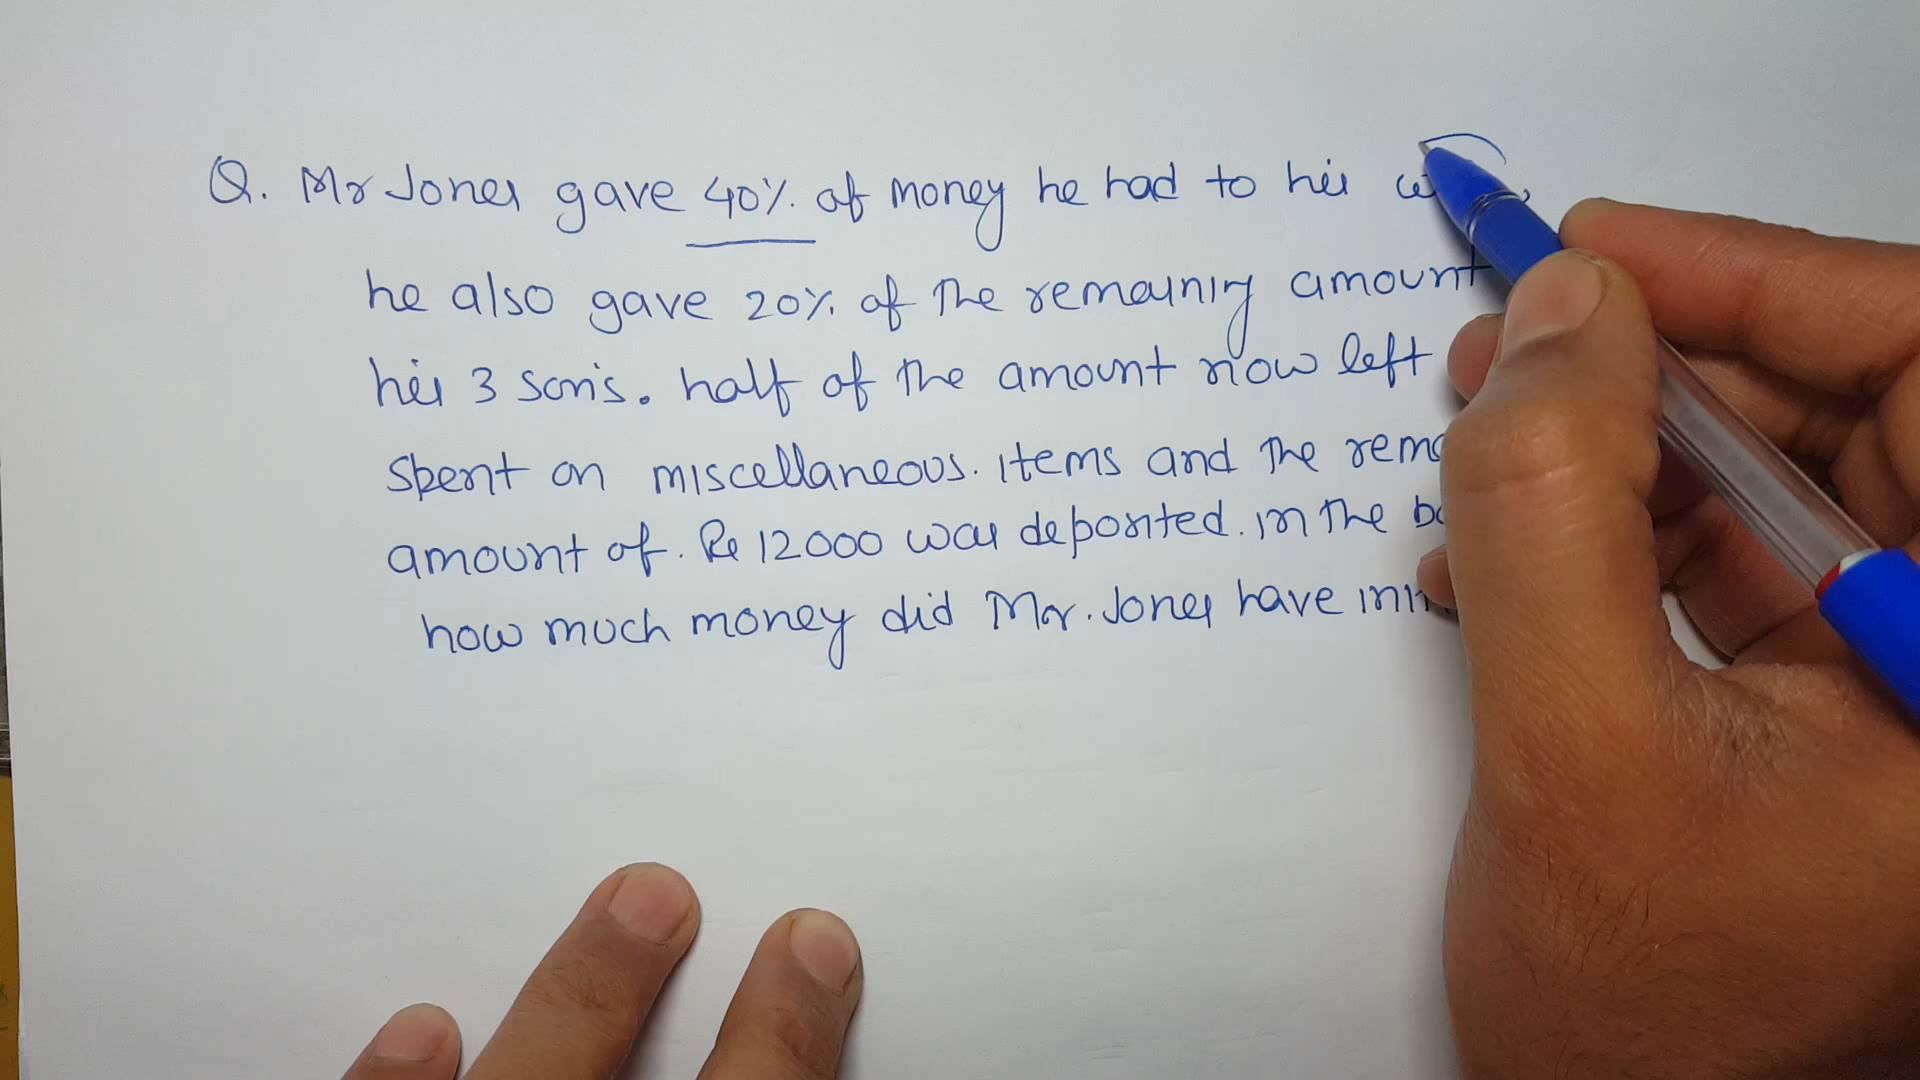 Q. Mr Jones gave 40% of money he had to his
he also gave 20% of the remaining amount
his 3 son's. half of the amount now left
spent on miscellaneous. items and the
amount of. Rs 12000 was deposited. in the
how much money did Mr. Jones have